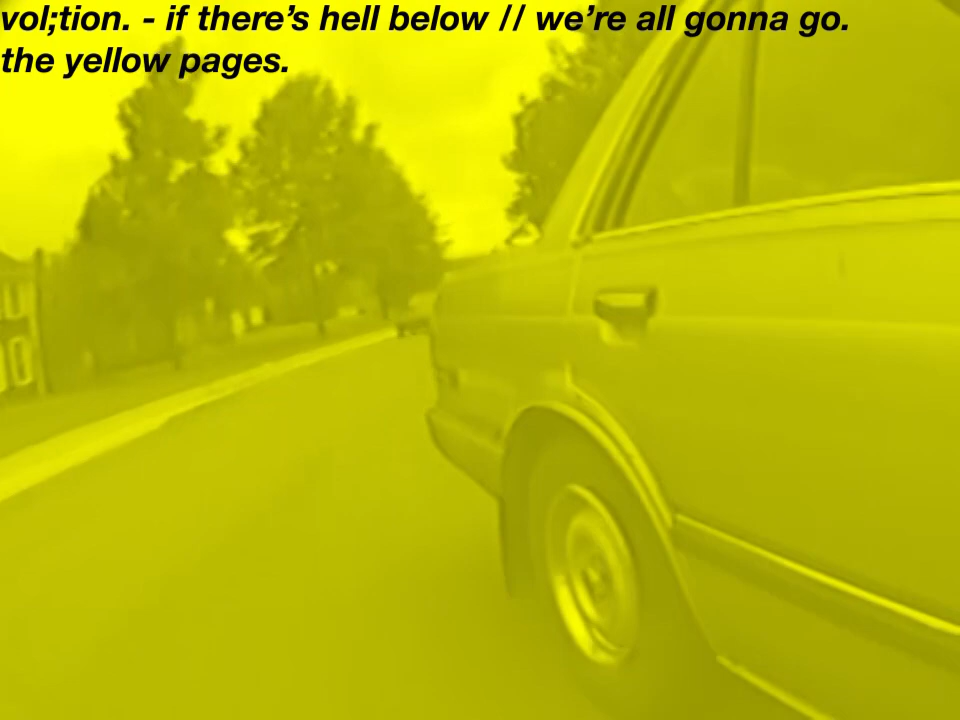 vol;tion. - if there’s hell below // we’re all gonna go.
the yellow pages.